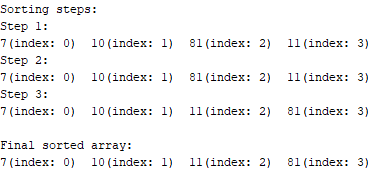 Sorting steps:
Step 1:
7(index: 0)  10(index: 1)  81(index: 2)  11(index: 3)
Step 2:
7(index: 0)  10(index: 1)  81(index: 2)  11(index: 3)
Step 3:
7(index: 0)  10(index: 1)  11(index: 2)  81(index: 3)
Final sorted array:
7(index: 0)  10(index: 1)  11(index: 2)  81(index: 3)